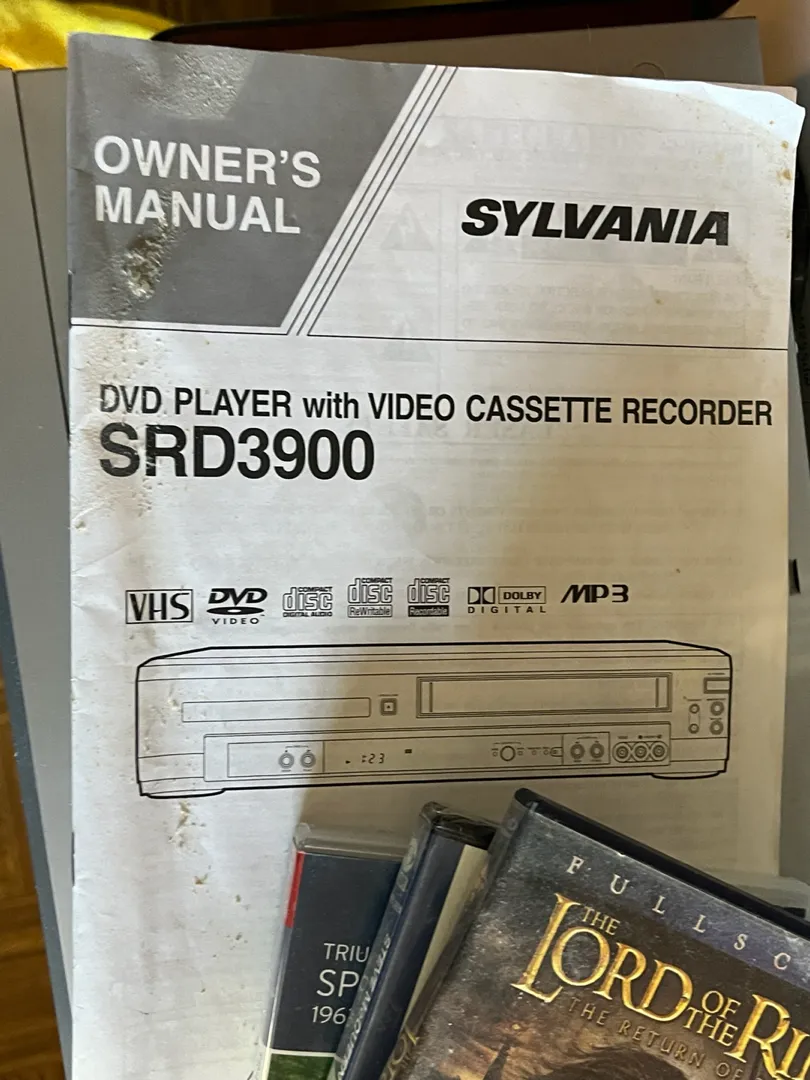 OWNER'S
MANUAL
SYLVANIA
DVD PLAYER with VIDEO CASSETTE RECORDER
SRD3900
VHS
DVD
VIDEO
COMPACT
disc
DIGITAL AUDIO
COMPACT
disc
ReWritable
COMPACT
disc
Recordable
DOLBY
DIGITAL
MP3
:23
TRIU
SP
196
FULLSC
THE
LORD
OF
THE
RI
THE RETURN OF